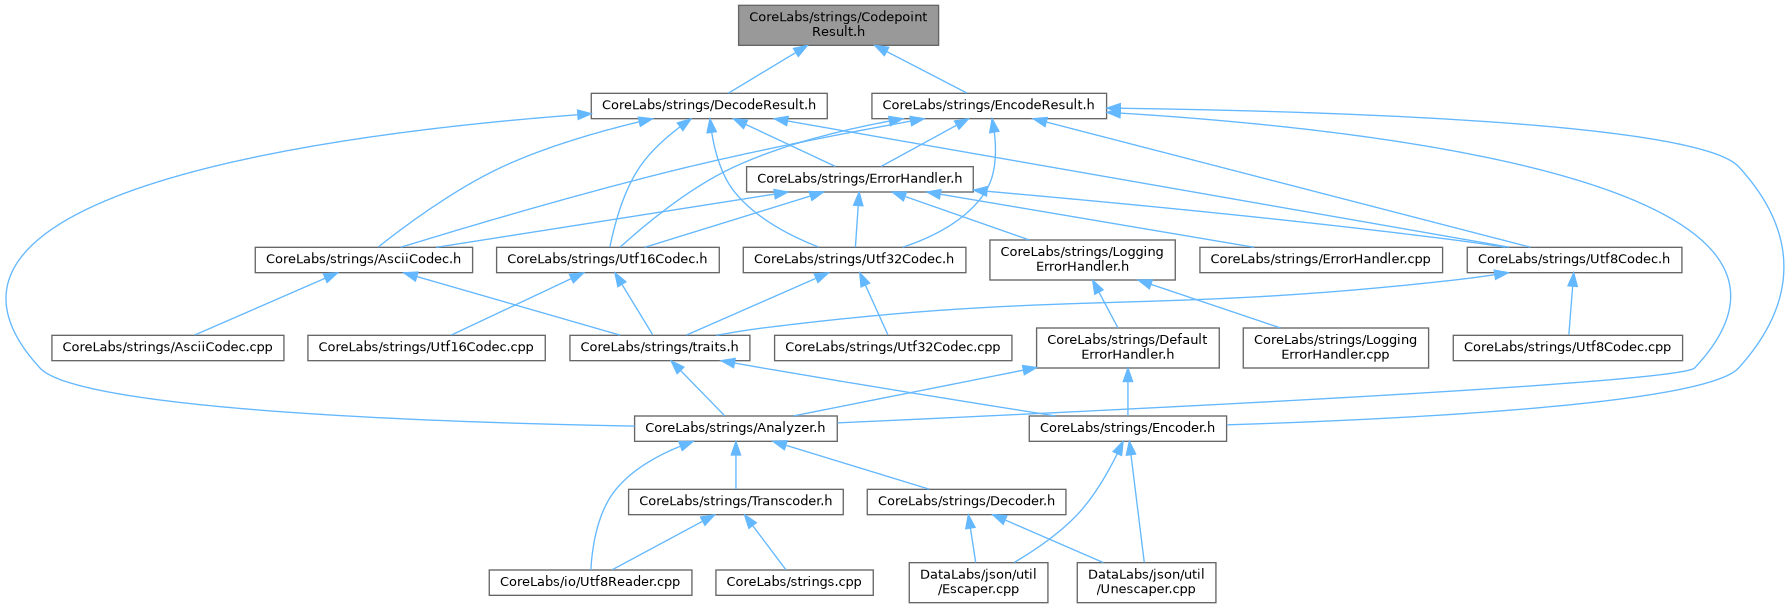 CoreLabs/strings/Codepoint
Result.h
CoreLabs/strings/DecodeResult.h
CoreLabs/strings/EncodeResult.h
CoreLabs/strings/ErrorHandler.h
CoreLabs/strings/AsciiCodec.h
CoreLabs/strings/Utf16Codec.h
CoreLabs/strings/Utf32Codec.h
CoreLabs/strings/Logging
ErrorHandler.h
CoreLabs/strings/ErrorHandler.cpp
CoreLabs/strings/Utf8Codec.h
CoreLabs/strings/AsciiCodec.cpp
CoreLabs/strings/Utf16Codec.cpp
CoreLabs/strings/traits.h
CoreLabs/strings/Utf32Codec.cpp
CoreLabs/strings/Default
ErrorHandler.h
CoreLabs/strings/Logging
ErrorHandler.cpp
CoreLabs/strings/Utf8Codec.cpp
CoreLabs/strings/Analyzer.h
CoreLabs/strings/Encoder.h
CoreLabs/strings/Transcoder.h
CoreLabs/strings/Decoder.h
CoreLabs/io/Utf8Reader.cpp
CoreLabs/strings.cpp
DataLabs/json/util
/Escaper.cpp
DataLabs/json/util
/Unescaper.cpp